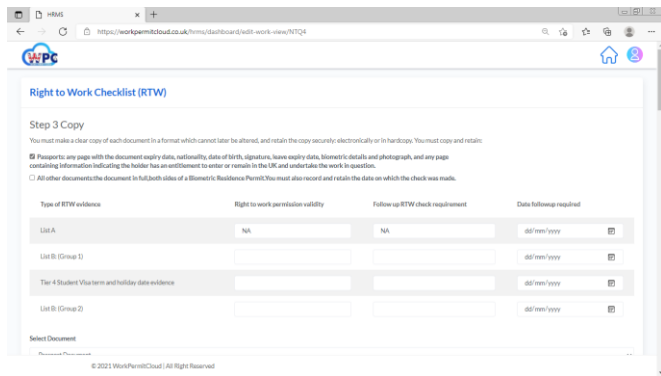 HRMS
https://workpermitcloud.co.uk/hrms/dashboard/edit-work-view/NTQ4
WPC
Right to Work Checklist (RTW)
Step 3 Copy
You must make a clear copy of each document in a format which cannot later be altered, and retain the copy securely: electronically or in hardcopy. You must copy and retain:
Passports: any page with the document expiry date, nationality, date of birth, signature, leave expiry date, biometric details and photograph, and any page
containing information indicating the holder has an entitlement to enter or remain in the UK and undertake the work in question.
All other documents:the document in full,both sides of a Biometric Residence Permit.You must also record and retain the date on which the check was made.
Type of RTW evidence Right to work permission validity Follow up RTW check requirement Date followup required
List A NA NA dd/mm/yyyy
List B: (Group 1) dd/mm/yyyy
Tier 4 Student Visa term and holiday date evidence dd/mm/yyyy
List B: (Group 2) dd/mm/yyyy
Select Document
Passport Document
© 2021 WorkPermitCloud | All Right Reserved